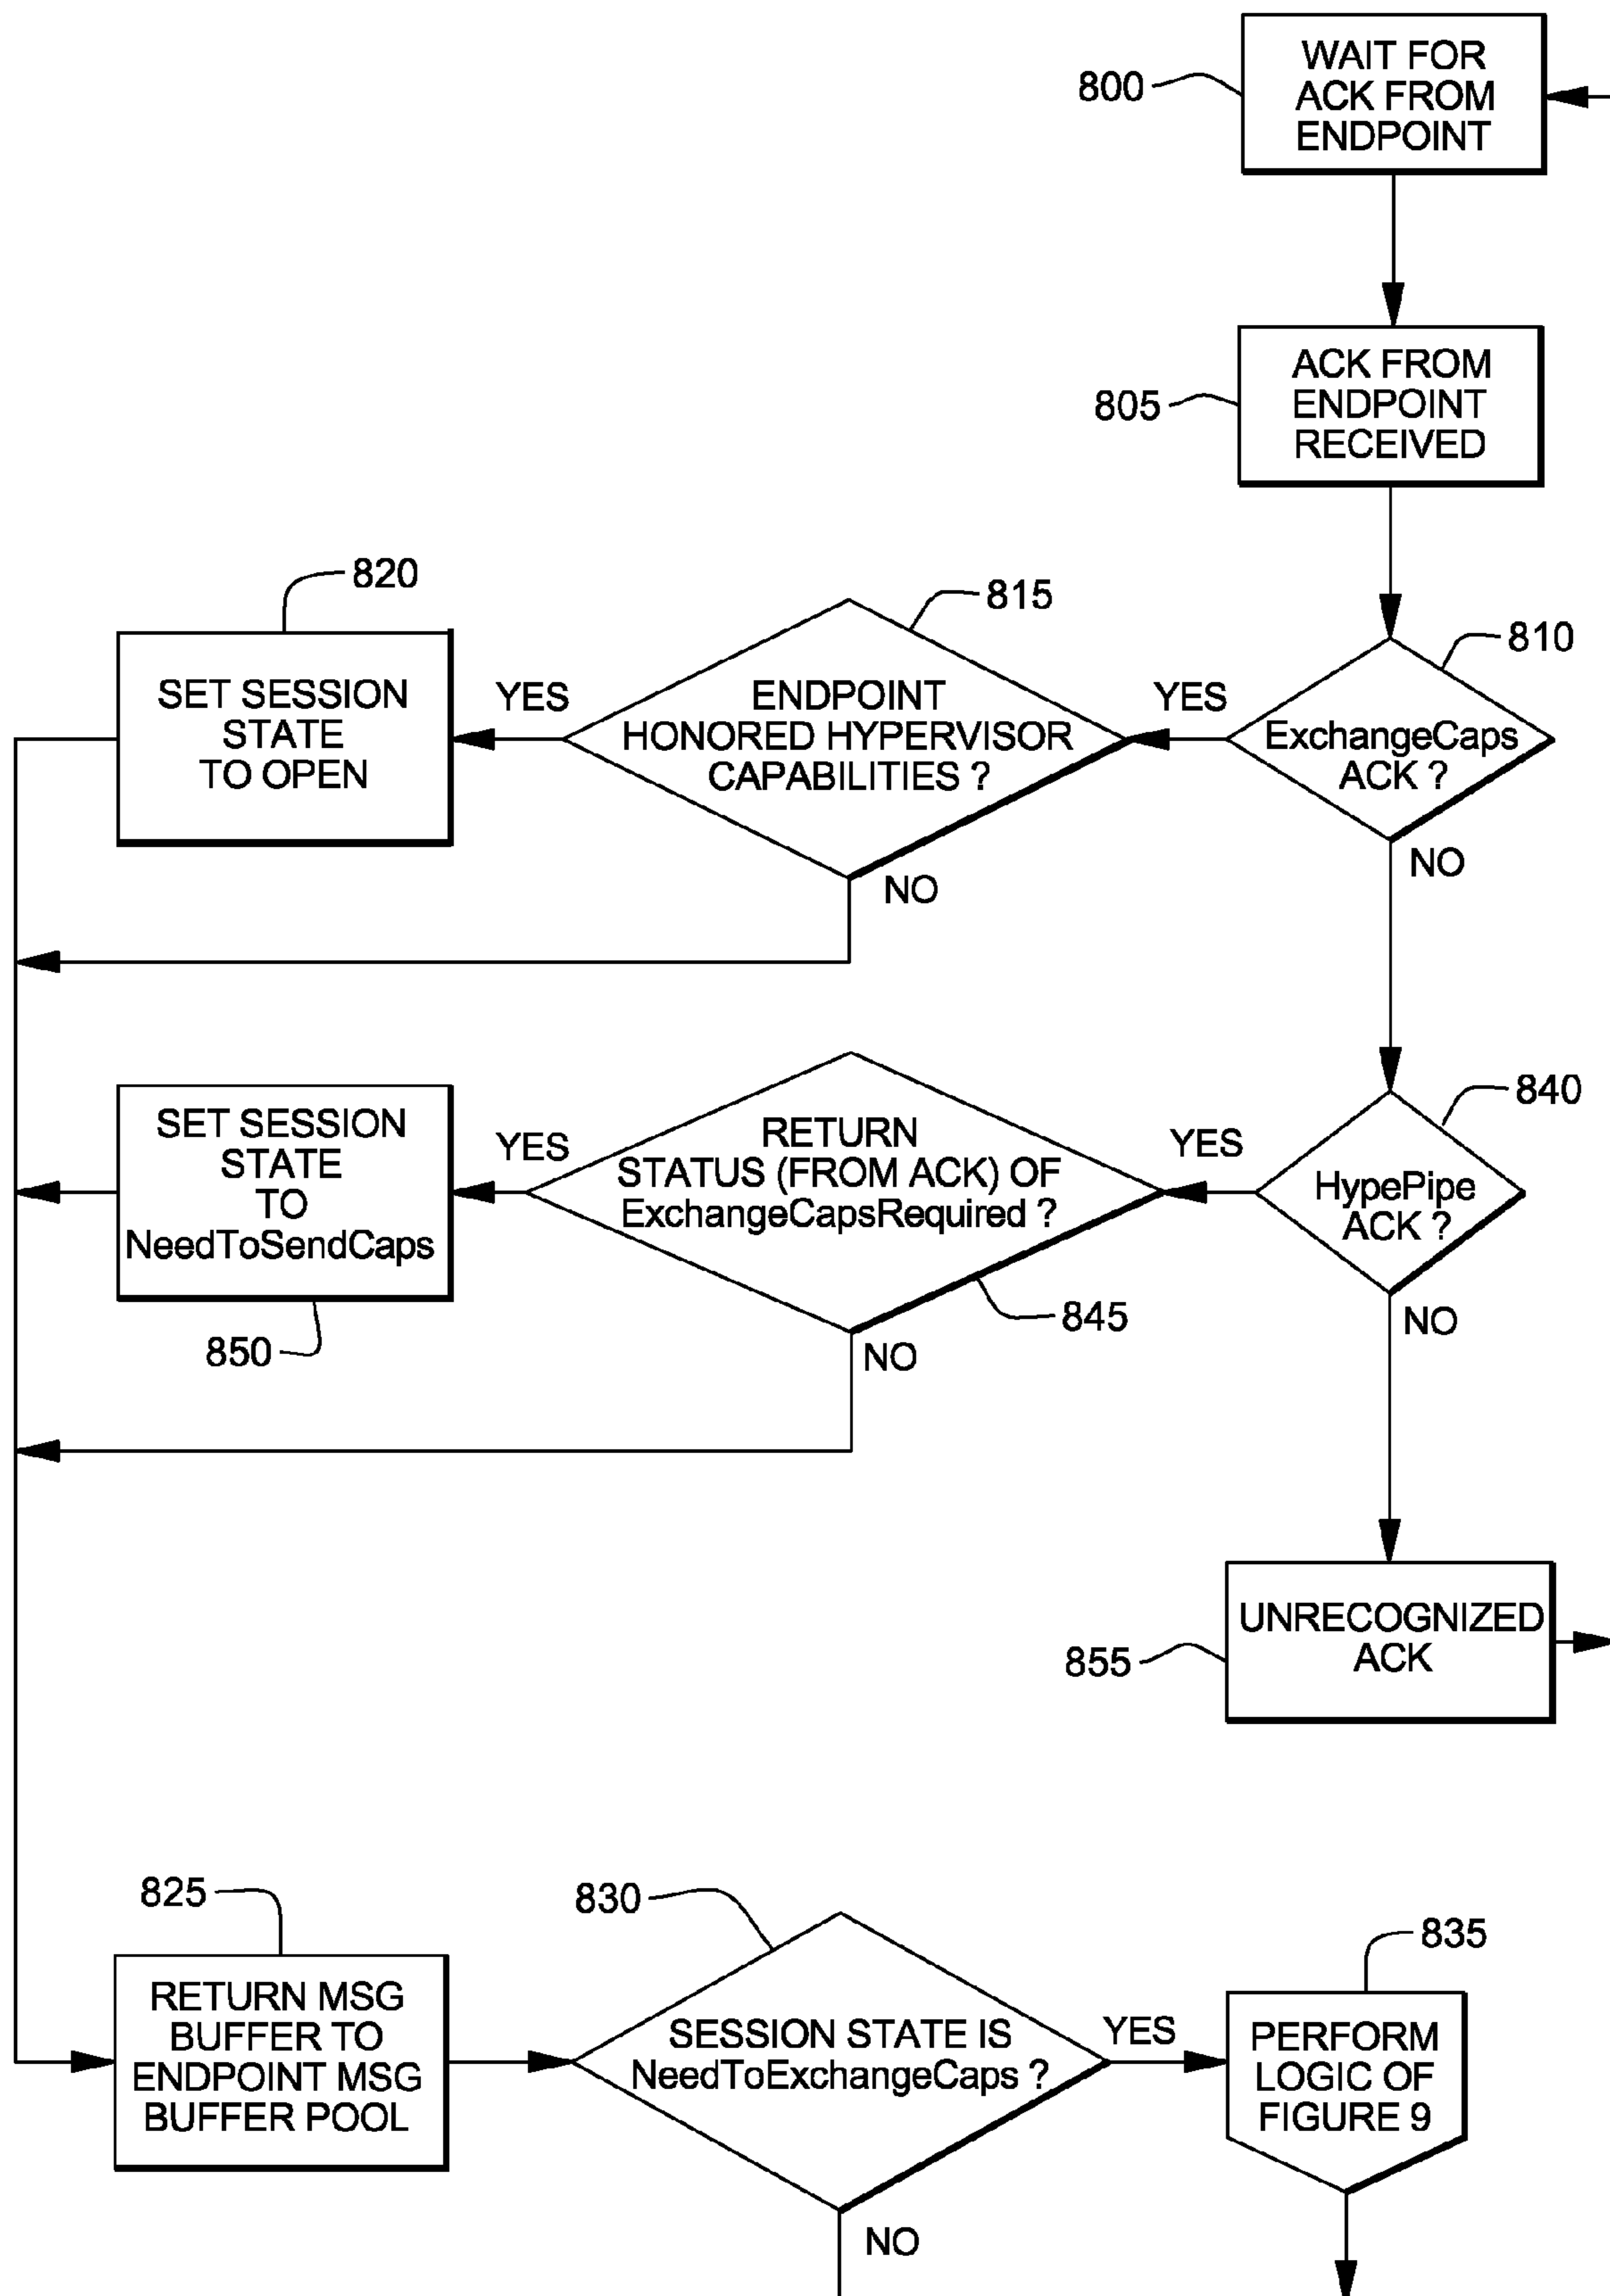 800
WAIT FOR
ACK FROM
ENDPOINT
805
ACK FROM
ENDPOINT
RECEIVED
820
SET SESSION
STATE
TO OPEN
YES
815
ENDPOINT
HONORED HYPERVISOR
CAPABILITIES ?
NO
YES
810
ExchangeCaps
ACK ?
NO
SET SESSION
STATE
TO
NeedToSendCaps
850
YES
RETURN
STATUS (FROM ACK) OF
ExchangeCapsRequired ?
845
NO
YES
840
HypePipe
ACK ?
NO
855
UNRECOGNIZED
ACK
825
RETURN MSG
BUFFER TO
ENDPOINT MSG
BUFFER POOL
830
SESSION STATE IS
NeedToExchangeCaps ?
YES
NO
835
PERFORM
LOGIC OF
FIGURE 9